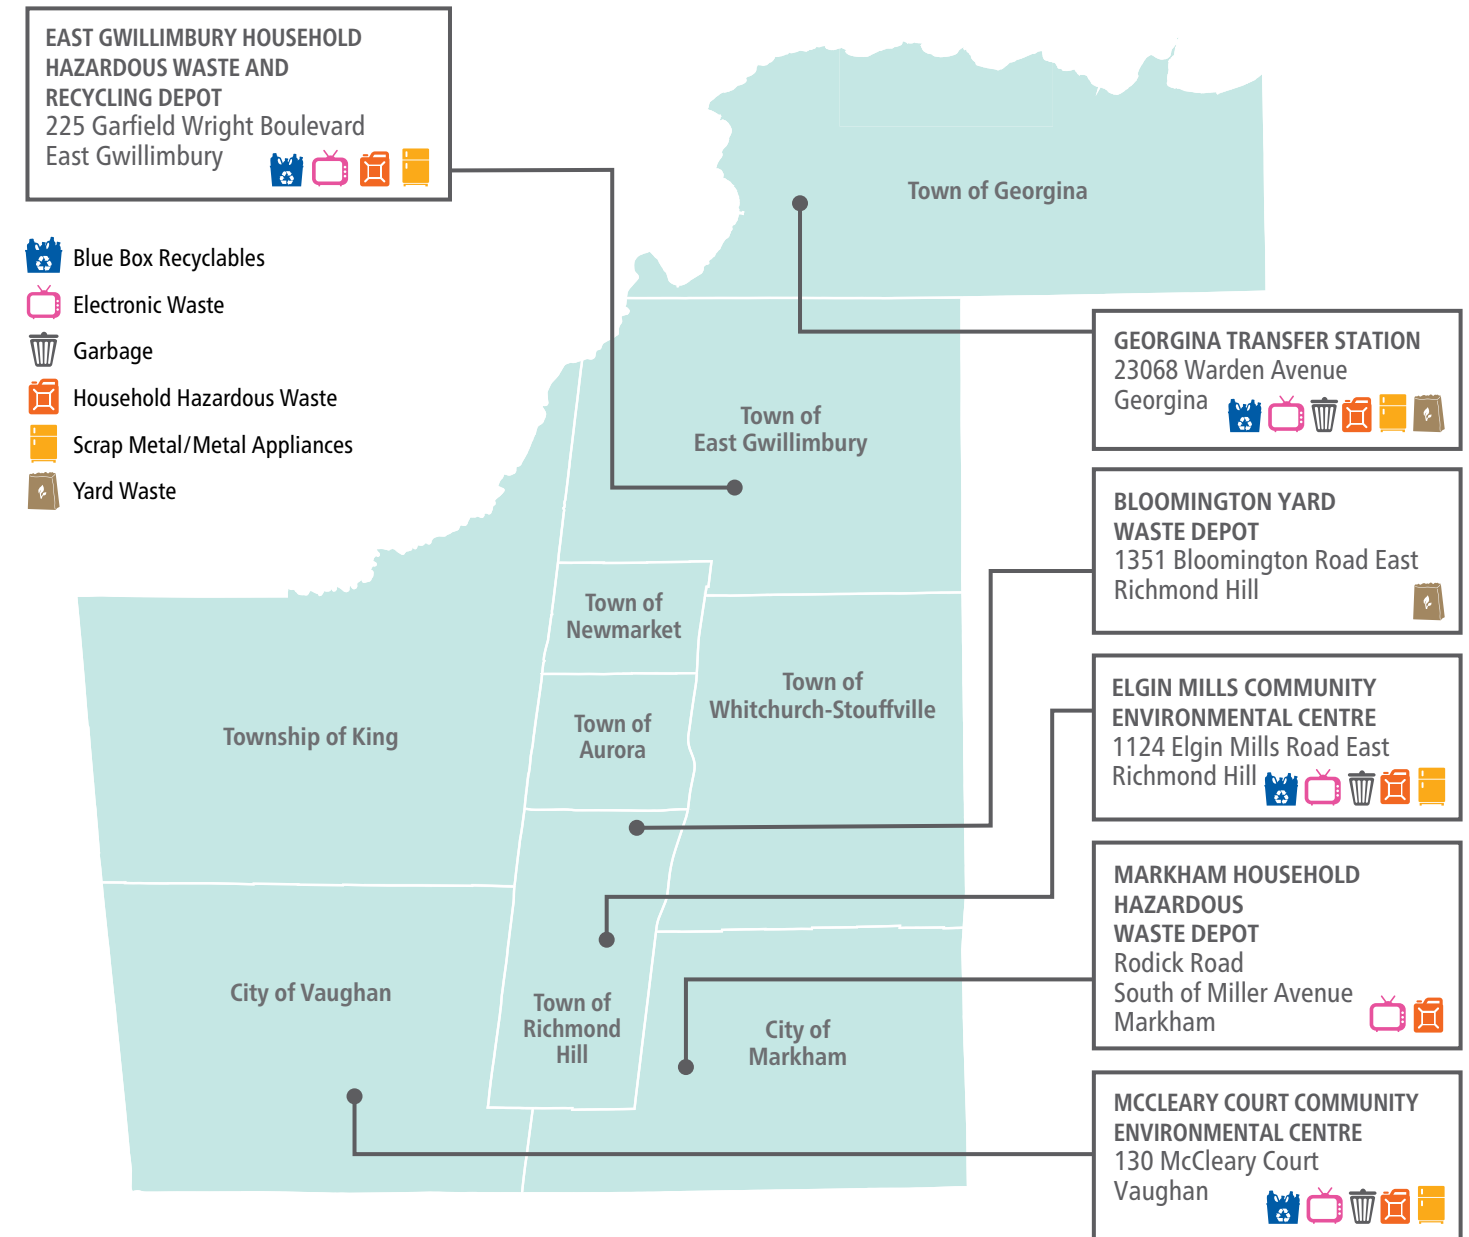 EAST GWILLIMBURY HOUSEHOLD
HAZARDOUS WASTE AND
RECYCLING DEPOT
225 Garfield Wright Boulevard
East Gwillimbury
Blue Box Recyclables
Electronic Waste
Garbage
Household Hazardous Waste
Scrap Metal/Metal Appliances
Yard Waste
Town of Georgina
Town of
East Gwillimbury
Town of
Newmarket
Town of
Aurora
Town of
Whitchurch-Stouffville
Township of King
City of Vaughan
Town of
Richmond
Hill
City of
Markham
GEORGINA TRANSFER STATION
23068 Warden Avenue
Georgina
BLOOMINGTON YARD
WASTE DEPOT
1351 Bloomington Road East
Richmond Hill
ELGIN MILLS COMMUNITY
ENVIRONMENTAL CENTRE
1124 Elgin Mills Road East
Richmond Hill
MARKHAM HOUSEHOLD
HAZARDOUS
WASTE DEPOT
Rodick Road
South of Miller Avenue
Markham
MCCLEARY COURT COMMUNITY
ENVIRONMENTAL CENTRE
130 McCleary Court
Vaughan